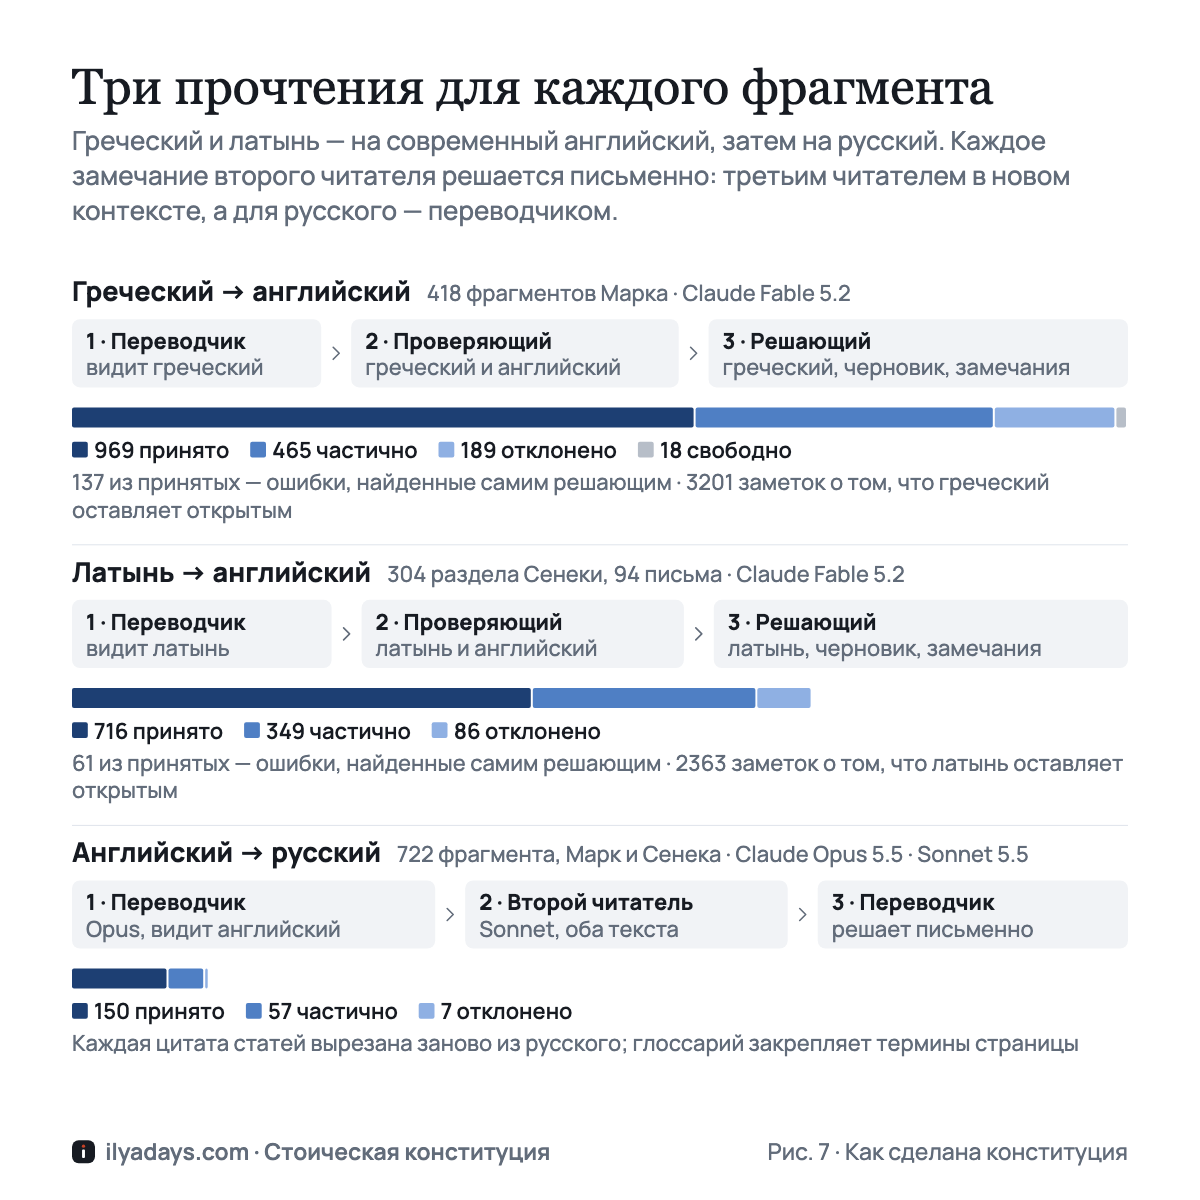 Три прочтения для каждого фрагмента
Греческий и латынь — на современный английский, затем на русский. Каждое
замечание второго читателя решается письменно: третьим читателем в новом
контексте, а для русского — переводчиком.
Греческий → английский 418 фрагментов Марка · Claude Fable 5.2
1 · Переводчик
видит греческий
2 · Проверяющий
греческий и английский
3 · Решающий
греческий, черновик, замечания
969 принято 465 частично 189 отклонено 18 свободно
137 из принятых — ошибки, найденные самим решающим · 3201 заметок о том, что греческий
оставляет открытым
Латынь → английский 304 раздела Сенеки, 94 письма · Claude Fable 5.2
1 · Переводчик
видит латынь
2 · Проверяющий
латынь и английский
3 · Решающий
латынь, черновик, замечания
716 принято 349 частично 86 отклонено
61 из принятых — ошибки, найденные самим решающим · 2363 заметок о том, что латынь оставляет
открытым
Английский → русский 722 фрагмента, Марк и Сенека · Claude Opus 5.5 · Sonnet 5.5
1 · Переводчик
Opus, видит английский
2 · Второй читатель
Sonnet, оба текста
3 · Переводчик
решает письменно
150 принято 57 частично 7 отклонено
Каждая цитата статей вырезана заново из русского; глоссарий закрепляет термины страницы
i ilyadays.com · Стоическая конституция
Рис. 7 · Как сделана конституция